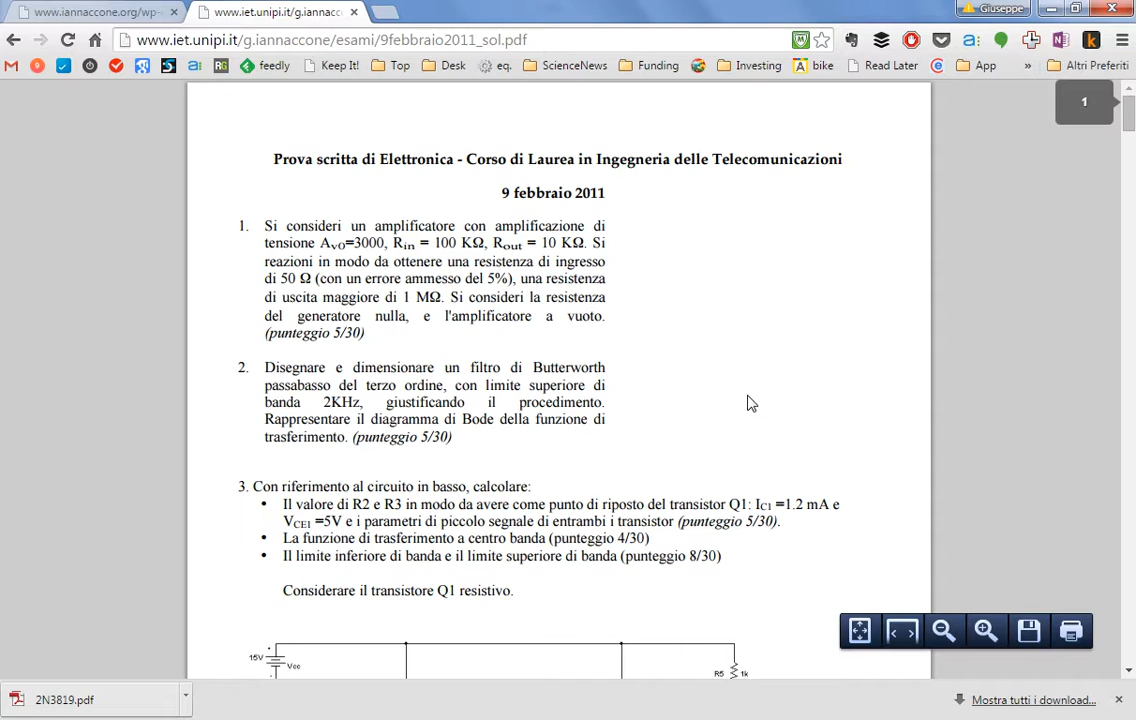 www.iannaccone.org/wp-
www.iet.unipi.it/g.iannacc
Giuseppe
www.iet.unipi.it/g.iannaccone/esami/9febbraio2011_sol.pdf
feedly Keep It! Top Desk eq. ScienceNews Funding Investing bike Read Later App » Altri Preferiti
1
Prova scritta di Elettronica - Corso di Laurea in Ingegneria delle Telecomunicazioni
9 febbraio 2011
1. Si consideri un amplificatore con amplificazione di
tensione Av0=3000, Rin = 100 KΩ, Rout = 10 KΩ. Si
reazioni in modo da ottenere una resistenza di ingresso
di 50 Ω (con un errore ammesso del 5%), una resistenza
di uscita maggiore di 1 MΩ. Si consideri la resistenza
del generatore nulla, e l'amplificatore a vuoto.
(punteggio 5/30)
2. Disegnare e dimensionare un filtro di Butterworth
passabasso del terzo ordine, con limite superiore di
banda 2KHz, giustificando il procedimento.
Rappresentare il diagramma di Bode della funzione di
trasferimento. (punteggio 5/30)
3. Con riferimento al circuito in basso, calcolare:
• Il valore di R2 e R3 in modo da avere come punto di riposto del transistor Q1: IC1 =1.2 mA e
VCE1 =5V e i parametri di piccolo segnale di entrambi i transistor (punteggio 5/30).
• La funzione di trasferimento a centro banda (punteggio 4/30)
• Il limite inferiore di banda e il limite superiore di banda (punteggio 8/30)
Considerare il transistore Q1 resistivo.
15V Vcc
R5 1k
2N3819.pdf
Mostra tutti i download...